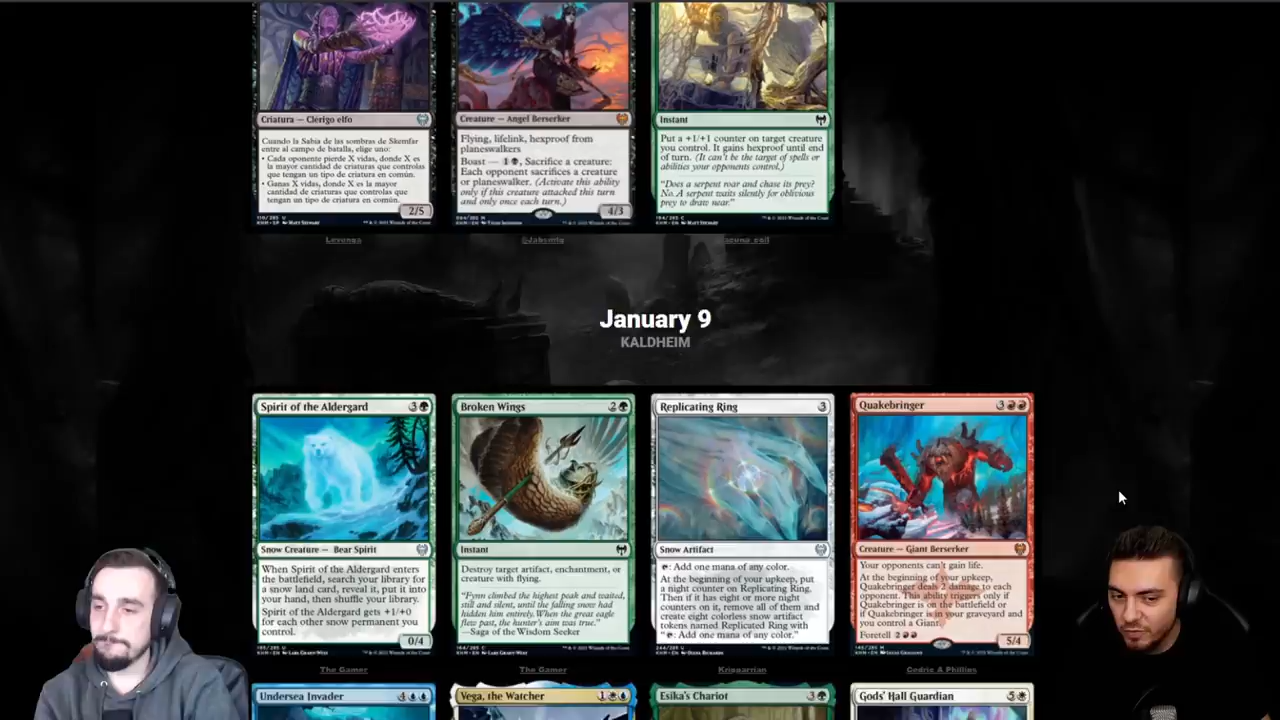 Criatura — Clérigo elfo
Cuando la Sabia de las sombras de Skemfar
entre al campo de batalla, elige uno:
• Cada oponente pierde X vidas, donde X es
la mayor cantidad de criaturas que controlas
que tengan un tipo de criatura en común.
• Ganas X vidas, donde X es la mayor
cantidad de criaturas que controlas que
tengan un tipo de criatura en común.
2/5
Creature — Angel Berserker
Flying, lifelink, hexproof from
planeswalkers
Boast — 1, Sacrifice a creature:
Each opponent sacrifices a creature
or planeswalker. (Activate this ability
only if this creature attacked this turn
and only once each turn.)
4/3
Instant
Put a +1/+1 counter on target creature
you control. It gains hexproof until end
of turn. (It can't be the target of spells or
abilities your opponents control.)
"Does a serpent roar and chase its prey?
No. A serpent waits silently for oblivious
prey to draw near."
January 9
KALDHEIM
Spirit of the Aldergard 3
Snow Creature — Bear Spirit
When Spirit of the Aldergard enters
the battlefield, search your library for
a snow land card, reveal it, put it into
your hand, then shuffle your library.
Spirit of the Aldergard gets +1/+0
for each other snow permanent you
control.
0/4
The Gamer
Broken Wings 2
Instant
Destroy target artifact, enchantment, or
creature with flying.
"Fynn climbed the highest peak and waited,
still and silent, until the falling snow had
hidden him entirely. When the great eagle
flew past, the hunter's aim was true."
—Saga of the Wisdom Seeker
The Gamer
Replicating Ring 3
Snow Artifact
: Add one mana of any color.
At the beginning of your upkeep, put
a night counter on Replicating Ring.
Then if it has eight or more night
counters on it, remove all of them and
create eight colorless snow artifact
tokens named Replicated Ring with
": Add one mana of any color."
Kripparrian
Quakebringer 3
Creature — Giant Berserker
Your opponents can't gain life.
At the beginning of your upkeep,
Quakebringer deals 2 damage to each
opponent. This ability triggers only if
Quakebringer is on the battlefield or
if Quakebringer is in your graveyard and
you control a Giant.
Foretell 2
5/4
Cedric A Phillips
Undersea Invader 4
Vega, the Watcher 1
Esika's Chariot 3
Gods' Hall Guardian 5